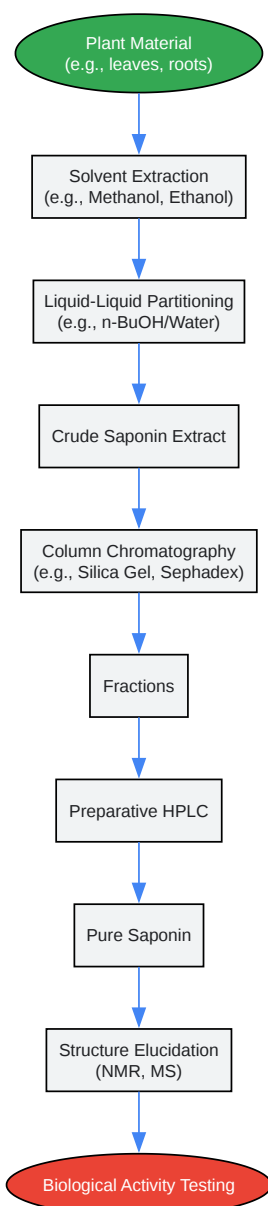 Plant Material
(e.g., leaves, roots)
Solvent Extraction
(e.g., Methanol, Ethanol)
Liquid-Liquid Partitioning
(e.g., n-BuOH/Water)
Crude Saponin Extract
Column Chromatography
(e.g., Silica Gel, Sephadex)
Fractions
Preparative HPLC
Pure Saponin
Structure Elucidation
(NMR, MS)
Biological Activity Testing